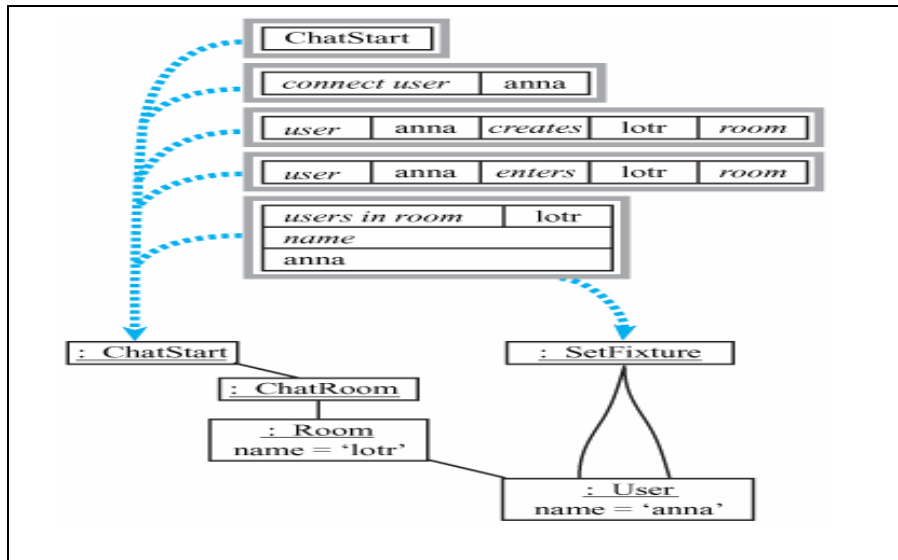 ChatStart
connect user anna
user anna creates lotr room
user anna enters lotr room
users in room lotr
name
anna
: ChatStart
: SetFixture
: ChatRoom
: Room
name = ‘lotr’
: User
name = ‘anna’